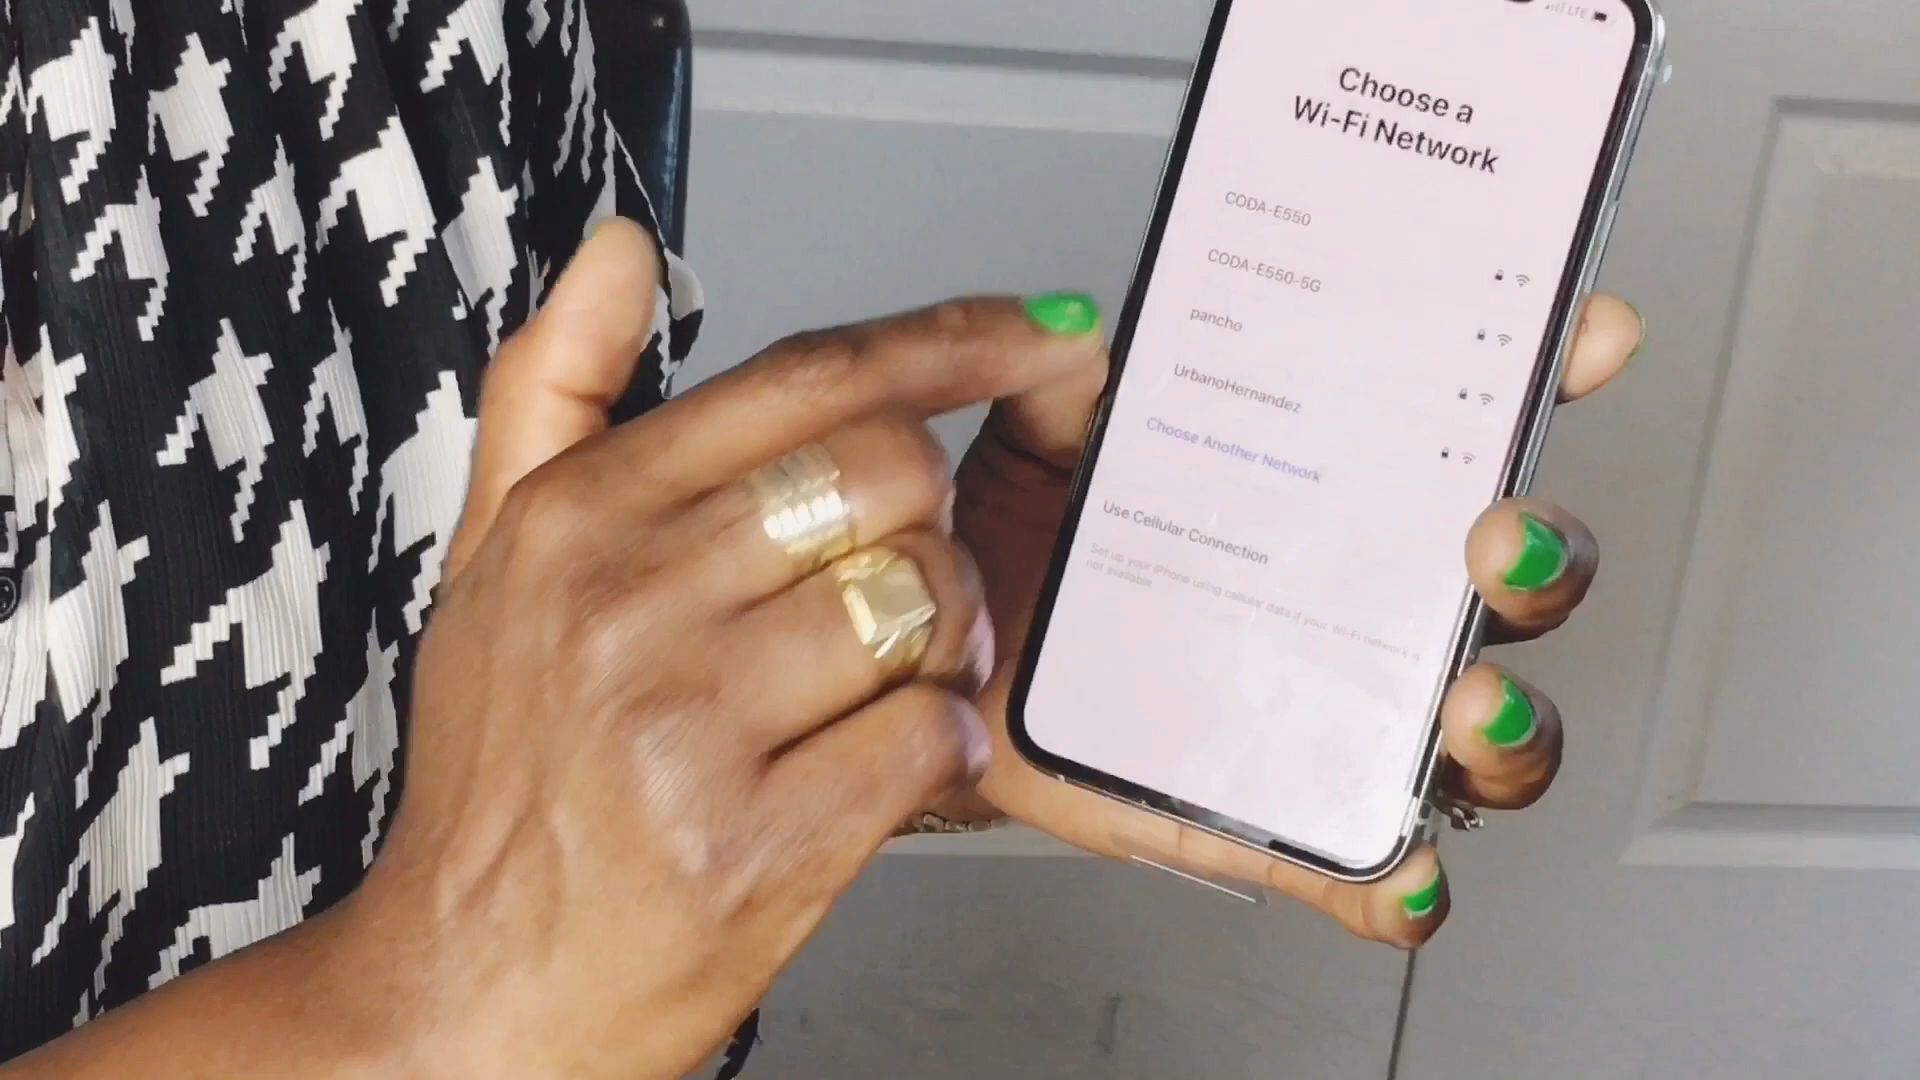 LTE
Choose a
Wi-Fi Network
CODA-E550
CODA-E550-5G
pancho
UrbanoHernandez
Choose Another Network
Use Cellular Connection
Set up your iPhone using cellular data if your Wi-Fi network is
not available.